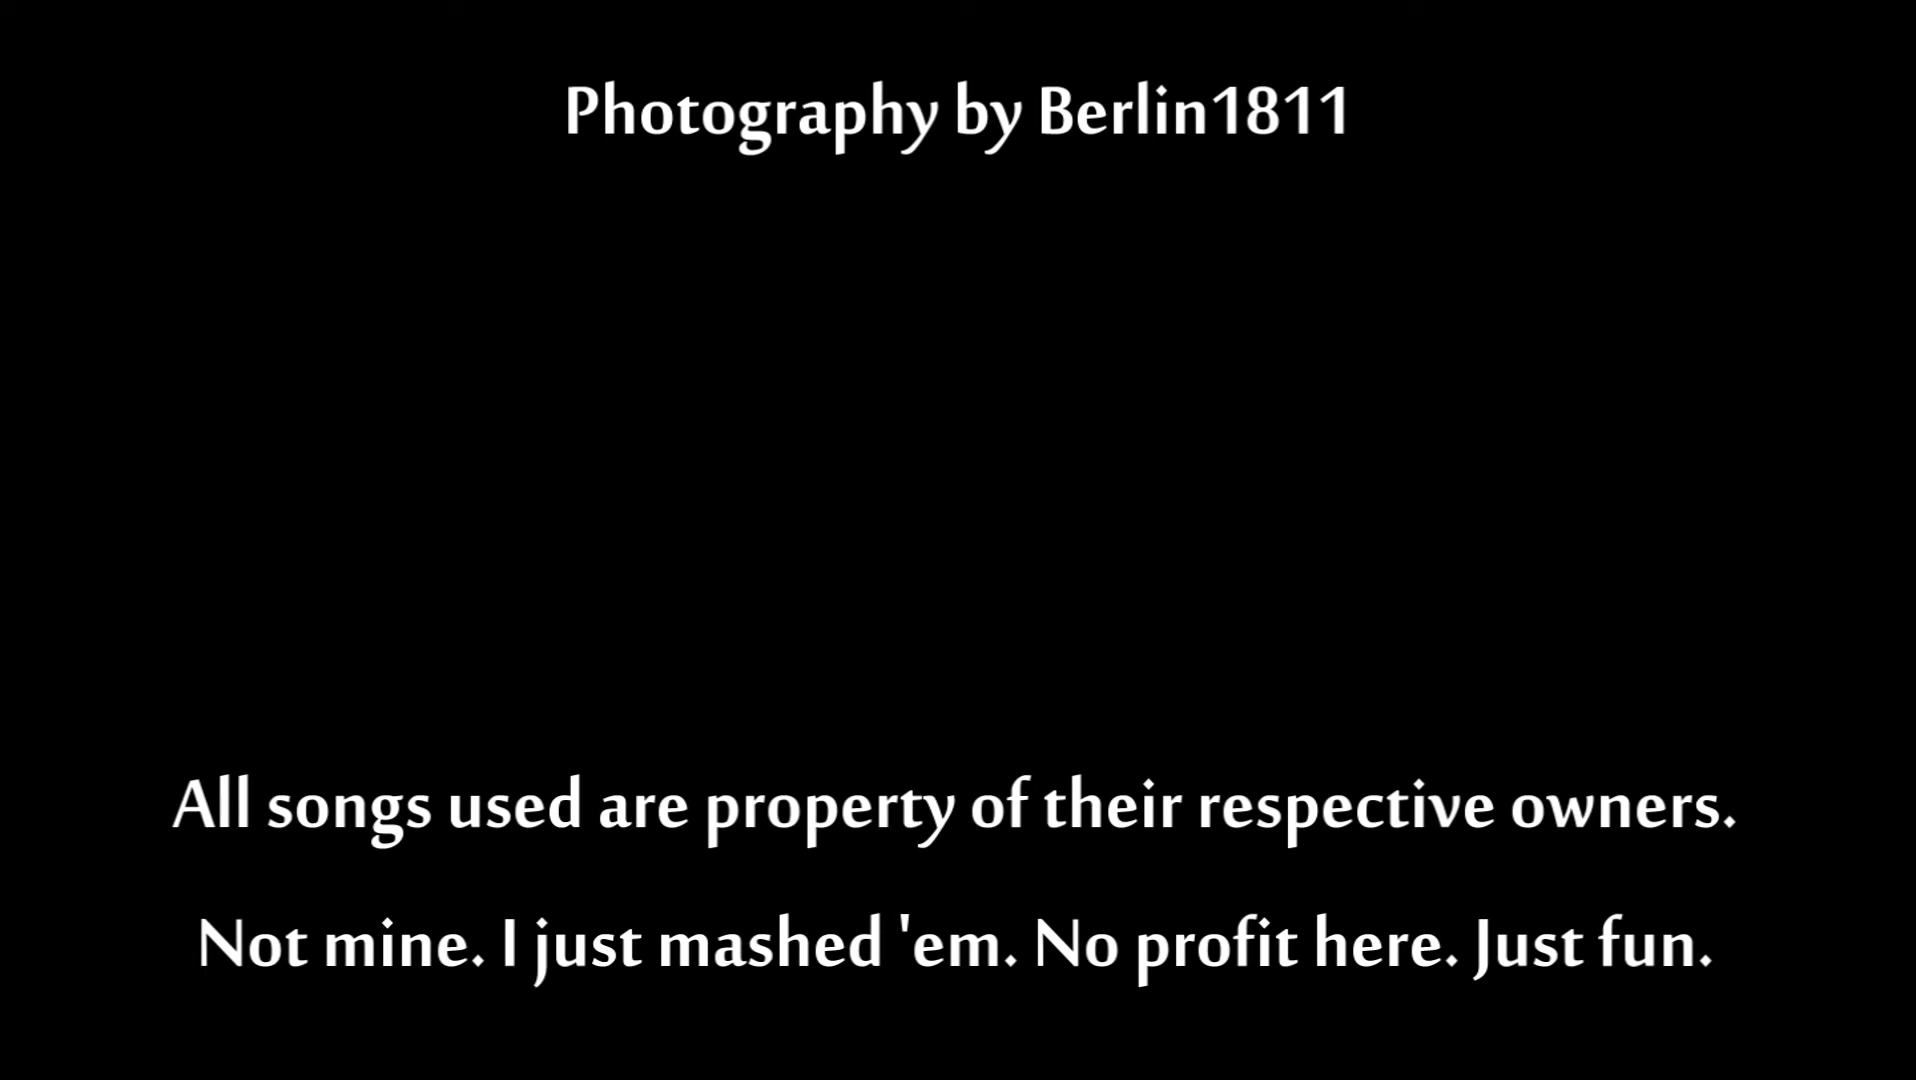 Photography by Berlin1811
All songs used are property of their respective owners.
Not mine. I just mashed 'em. No profit here. Just fun.